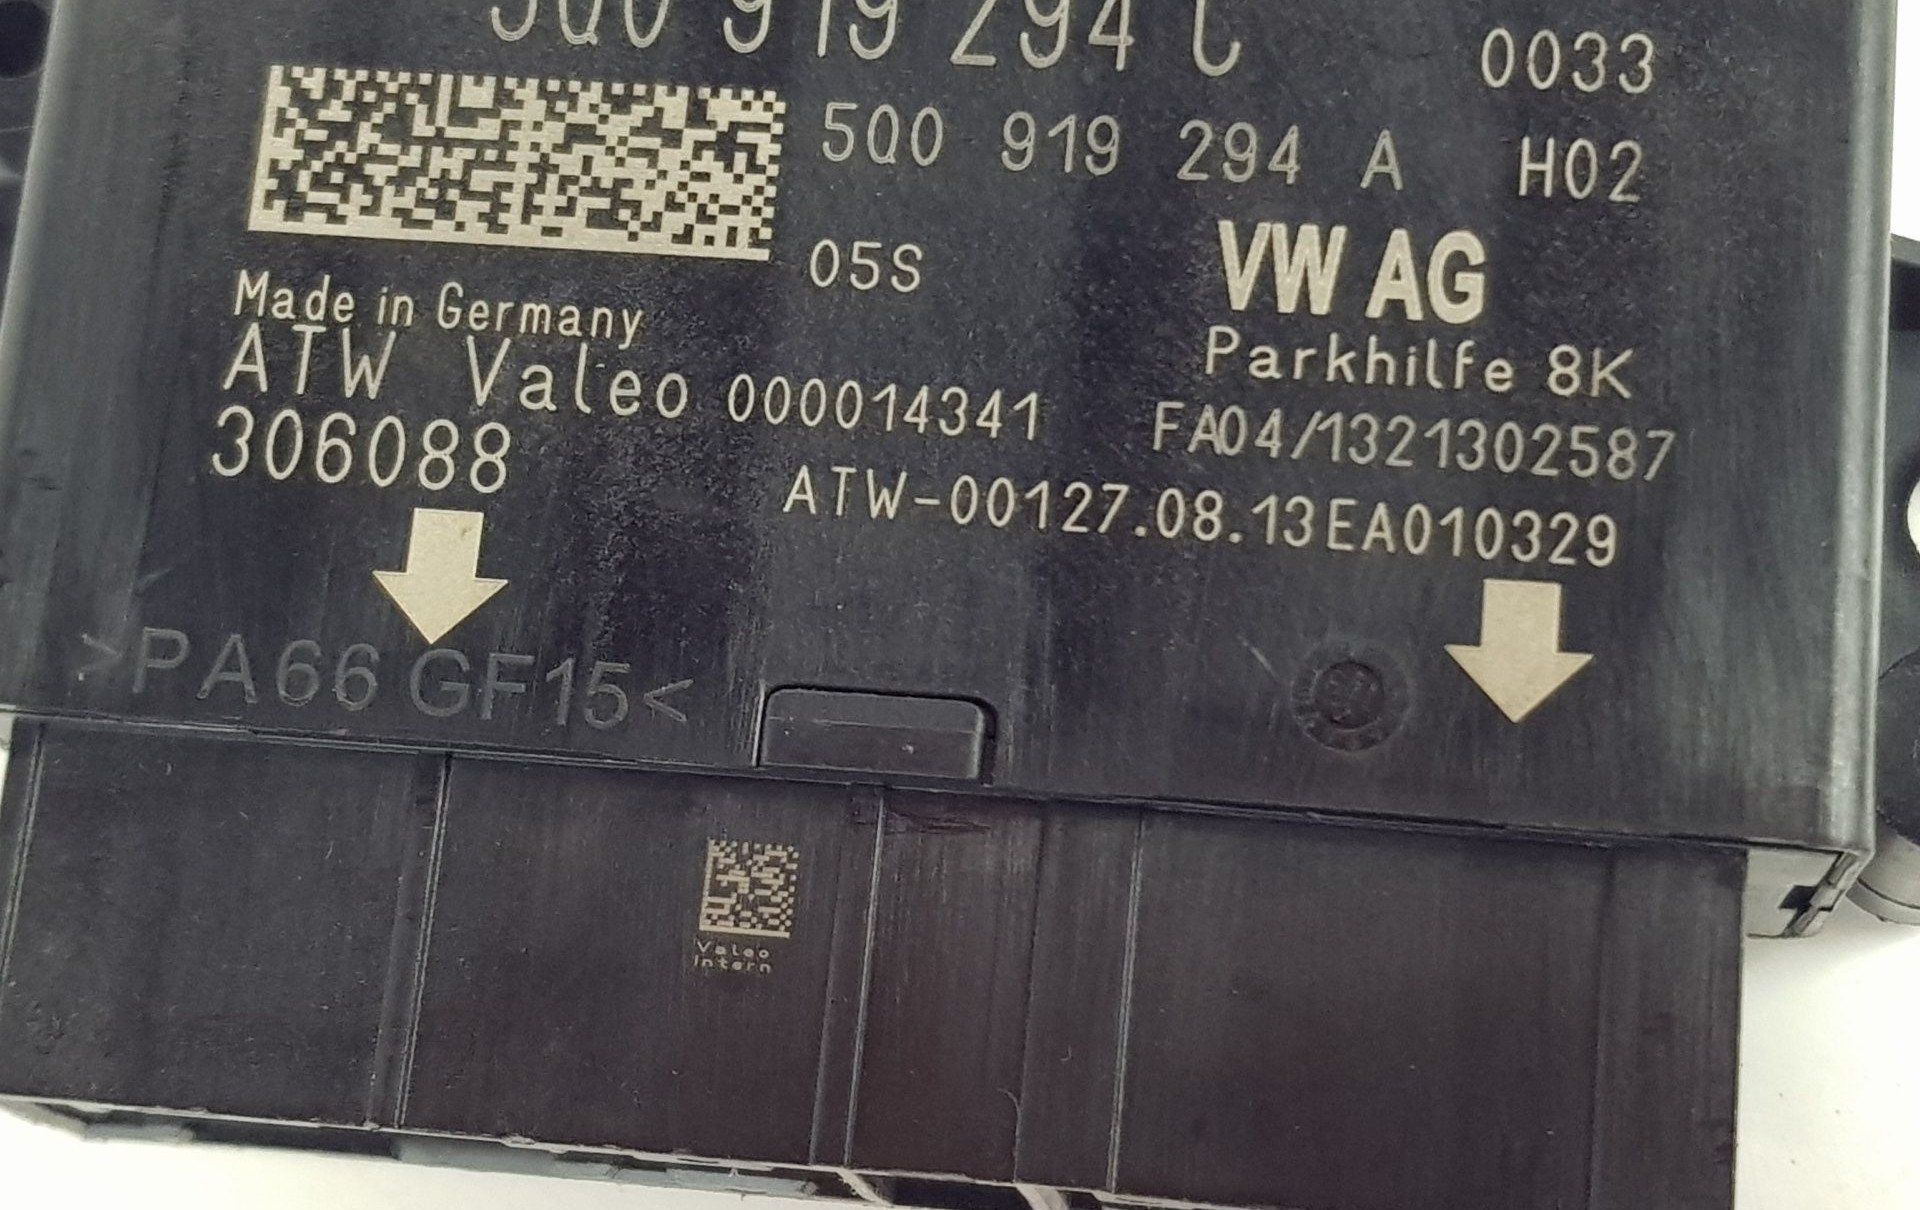 5Q0 919 294 C 0033
5Q0 919 294 A H02
05S
VW AG
Made in Germany
Parkhilfe 8K
ATW Valeo 000014341
FA04/1321302587
306088
ATW-00127.08.13EA010329
>PA66 GF15<
Valeo
Intern